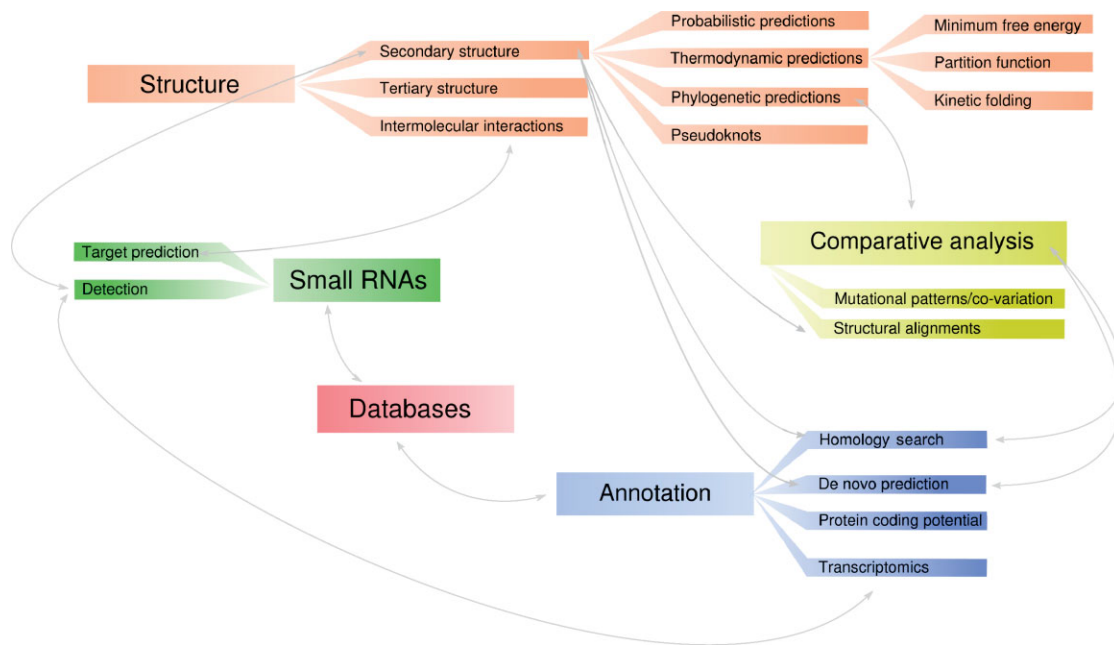 Probabilistic predictions
Minimum free energy
Secondary structure
Thermodynamic predictions
Partition function
Structure
Tertiary structure
Phylogenetic predictions
Kinetic folding
Intermolecular interactions
Pseudoknots
Target prediction
Comparative analysis
Small RNAs
Detection
Mutational patterns/co-variation
Structural alignments
Databases
Homology search
Annotation
De novo prediction
Protein coding potential
Transcriptomics